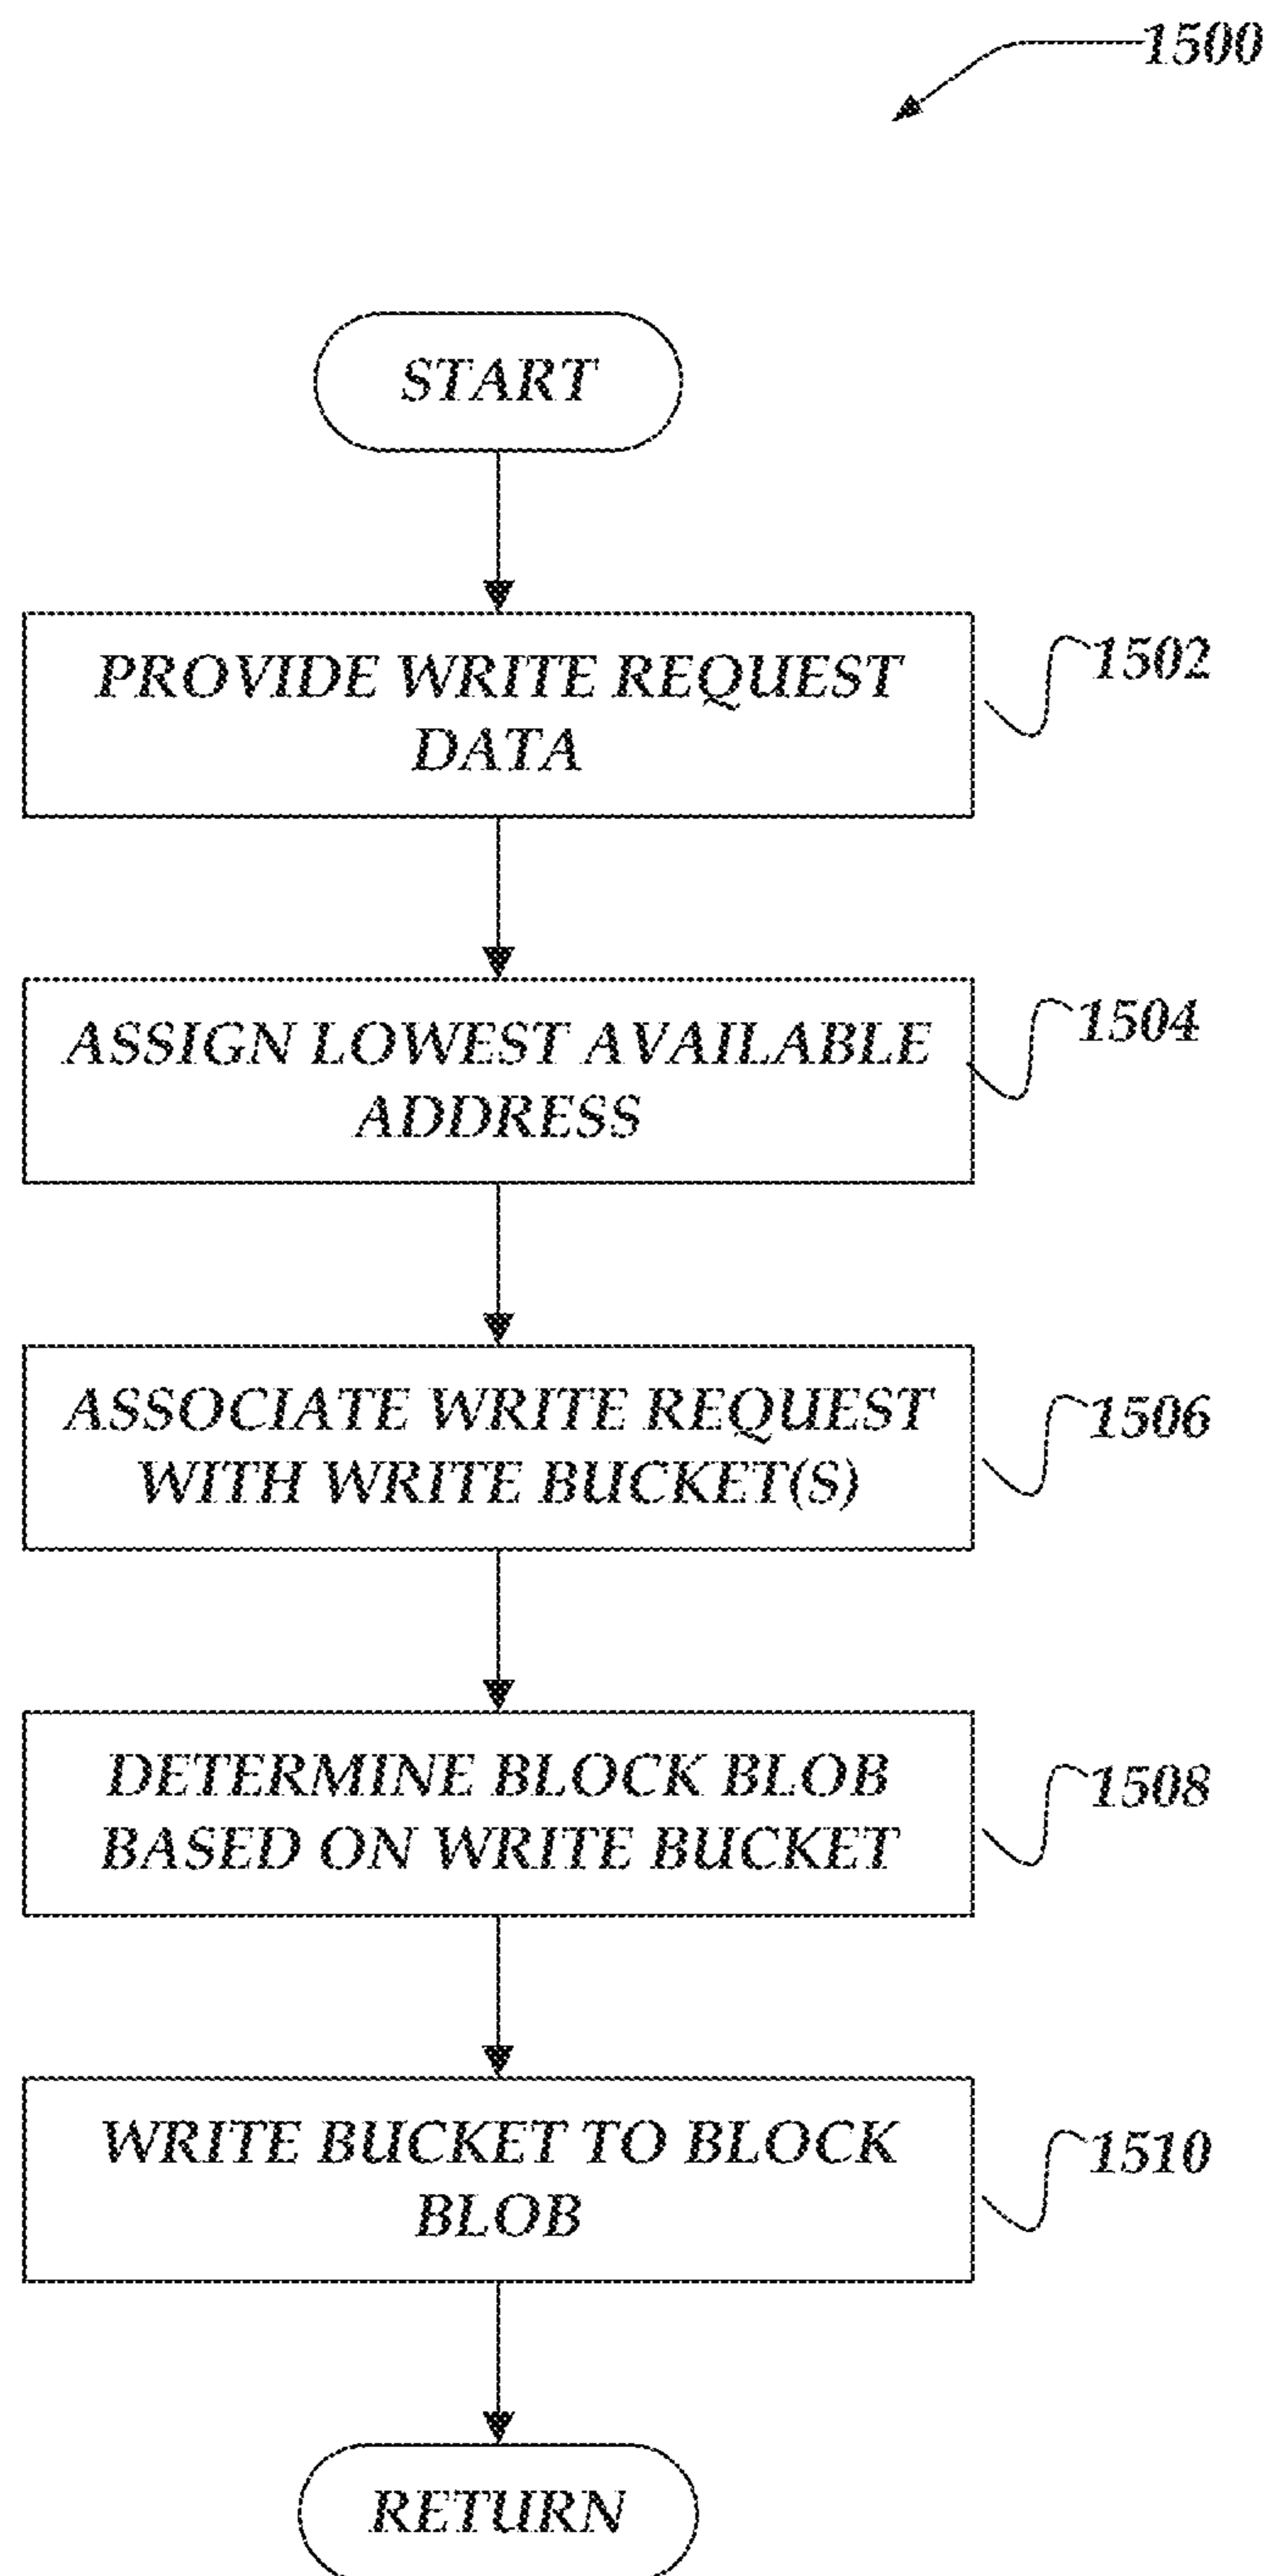 1500
START
PROVIDE WRITE REQUEST
DATA
1502
ASSIGN LOWEST AVAILABLE
ADDRESS
1504
ASSOCIATE WRITE REQUEST
WITH WRITE BUCKET(S)
1506
DETERMINE BLOCK BLOB
BASED ON WRITE BUCKET
1508
WRITE BUCKET TO BLOCK
BLOB
1510
RETURN